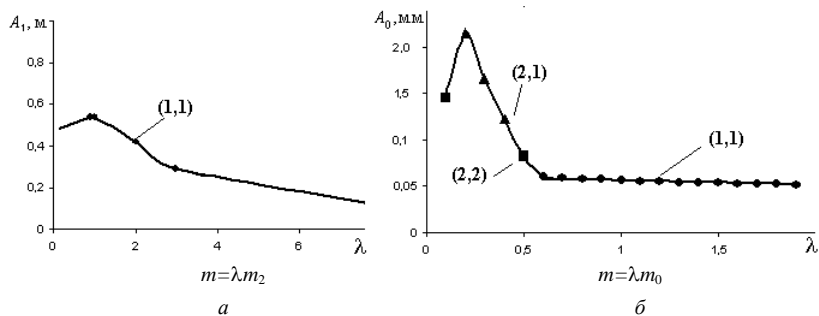 A₁, м
0,8
0,6
0,4
0,2
0
0
2
4
6
λ
(1,1)
m=λm₂
а
A₀, мм
2,0
1,5
0,1
0,05
0
0
0,5
1
1,5
λ
(2,1)
(2,2)
(1,1)
m=λm₀
б